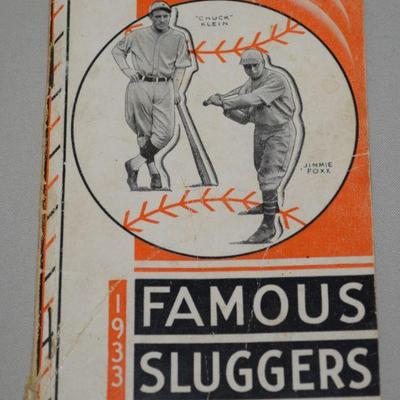 "CHUCK"
KLEIN
JIMMIE
FOXX
1933
FAMOUS
SLUGGERS